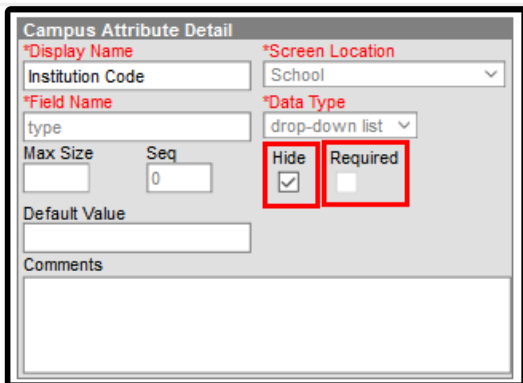 Campus Attribute Detail
*Display Name *Screen Location
Institution Code School
*Field Name *Data Type
type drop-down list
Max Size Seq Hide Required
0
Default Value
Comments